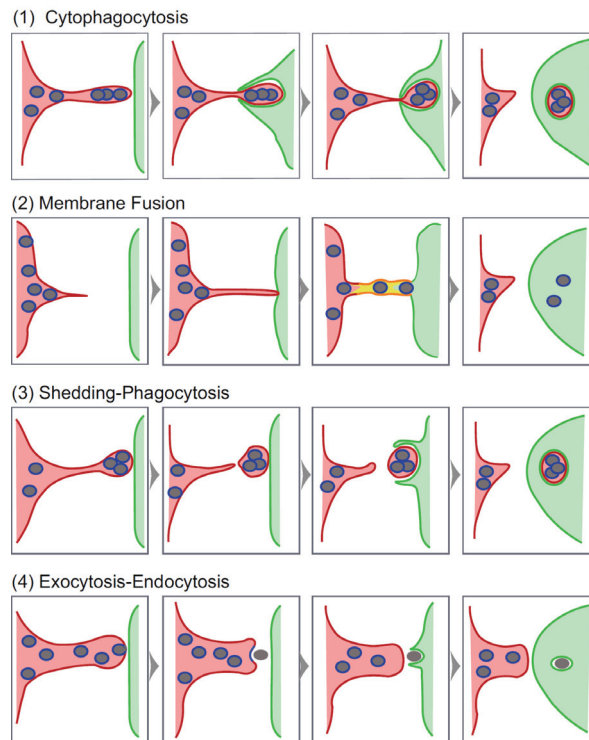 (1) Cytophagocytosis
(2) Membrane Fusion
(3) Shedding-Phagocytosis
(4) Exocytosis-Endocytosis